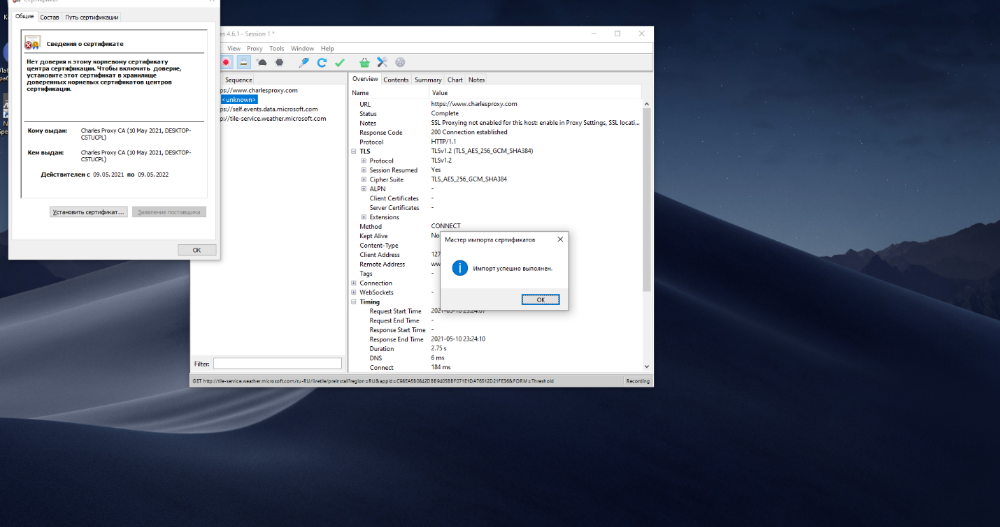 Сертификат
Общие
Состав
Путь сертификации
Сведения о сертификате
Нет доверия к этому корневому сертификату
центра сертификации. Чтобы включить доверие,
установите этот сертификат в хранилище
доверенных корневых сертификатов центров
сертификации.
Кому выдан: Charles Proxy CA (10 May 2021, DESKTOP-
CSTUCPL)
Кем выдан: Charles Proxy CA (10 May 2021, DESKTOP-
CSTUCPL)
Действителен с 09.05.2021 по 09.05.2022
Установить сертификат...
Заявление поставщика
OK
es 4.6.1 - Session 1 *
View Proxy Tools Window Help
Sequence
ps://www.charlesproxy.com
<unknown>
ps://self.events.data.microsoft.com
p://tile-service.weather.microsoft.com
Filter:
Overview Contents Summary Chart Notes
Name Value
URL https://www.charlesproxy.com
Status Complete
Notes SSL Proxying not enabled for this host: enable in Proxy Settings, SSL locati...
Response Code 200 Connection established
Protocol HTTP/1.1
TLS TLSv1.2 (TLS_AES_256_GCM_SHA384)
Protocol TLSv1.2
Session Resumed Yes
Cipher Suite TLS_AES_256_GCM_SHA384
ALPN -
Client Certificates -
Server Certificates -
Extensions
Method CONNECT
Kept Alive No
Content-Type
Client Address 127
Remote Address ww
Tags -
Connection
WebSockets -
Timing
Request Start Time 2021-05-10 23:24:07
Request End Time -
Response Start Time -
Response End Time 2021-05-10 23:24:10
Duration 2.75 s
DNS 6 ms
Connect 184 ms
Мастер импорта сертификатов
Импорт успешно выполнен.
OK
GET http://tile-service.weather.microsoft.com/ru-RU/livetile/preinstall?region=RU&appid=C98EA5B0842DBB9405BBF071E1DA76512D21FE36&FORM=Threshold
Recording